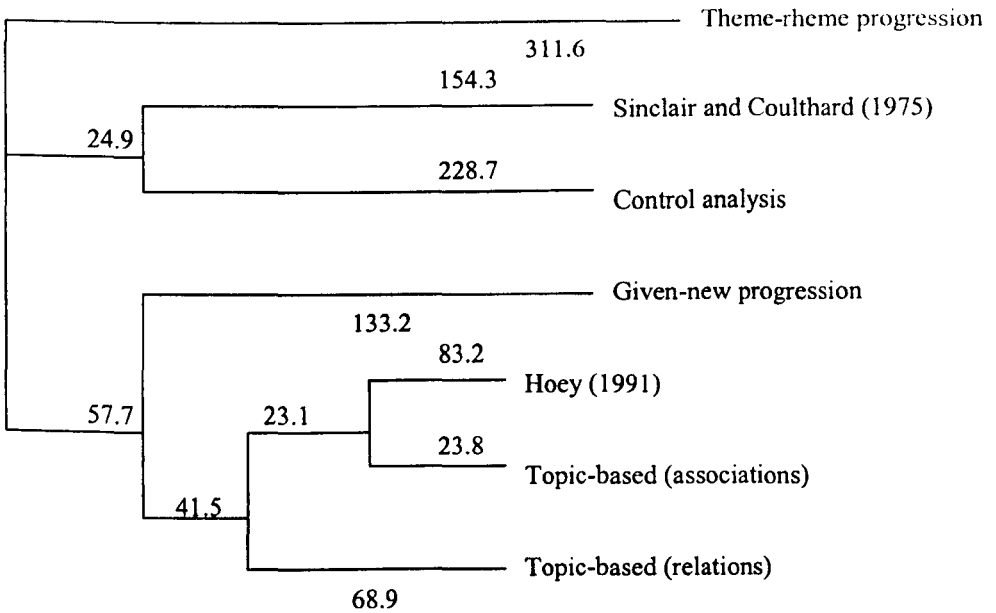 Theme-rheme progression
311.6
154.3
Sinclair and Coulthard (1975)
24.9
228.7
Control analysis
Given-new progression
133.2
83.2
Hoey (1991)
57.7
23.1
23.8
Topic-based (associations)
41.5
Topic-based (relations)
68.9